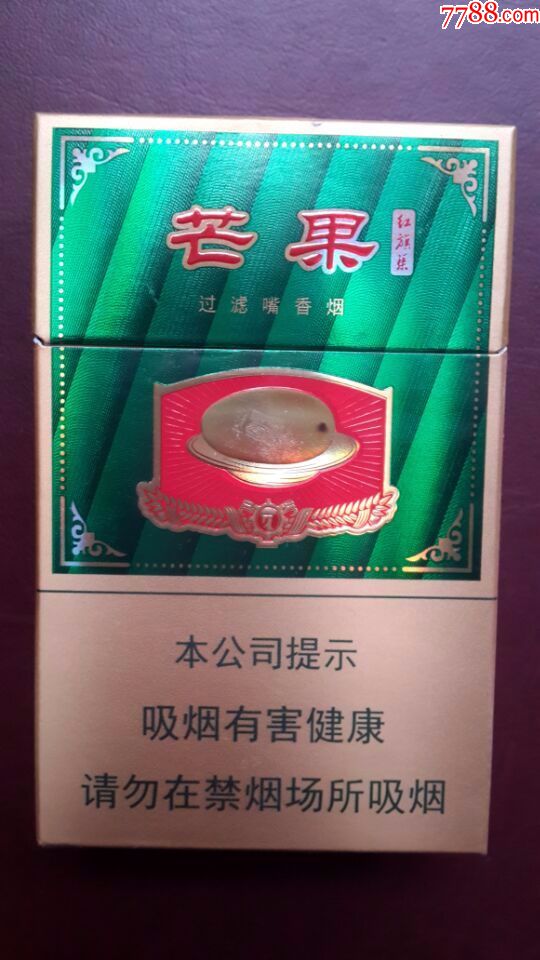 7788.com
芒果
红旗渠
过滤嘴香烟
7
本公司提示
吸烟有害健康
请勿在禁烟场所吸烟